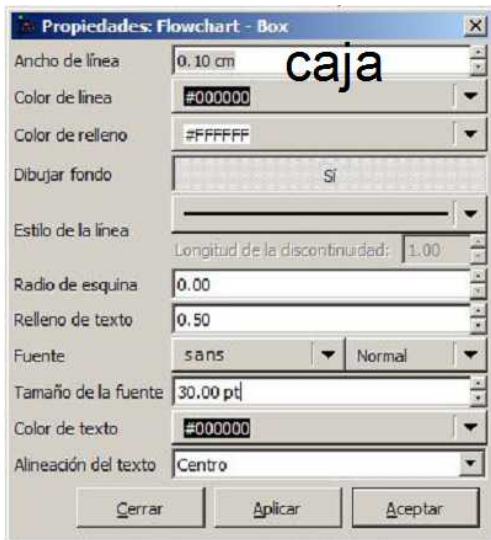 Propiedades: Flowchart - Box
Ancho de línea 0.10 cm caja
Color de línea #000000
Color de relleno #FFFFFF
Dibujar fondo Sí
Estilo de la línea
Longitud de la discontinuidad: 1.00
Radio de esquina 0.00
Relleno de texto 0.50
Fuente sans Normal
Tamaño de la fuente 30.00 pt
Color de texto #000000
Alineación del texto Centro
Cerrar Aplicar Aceptar